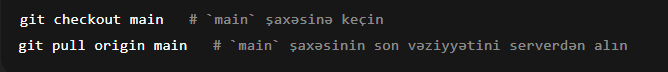 git checkout main   # `main` şaxəsinə keçin
git pull origin main   # `main` şaxəsinin son vəziyyətini serverdən alın